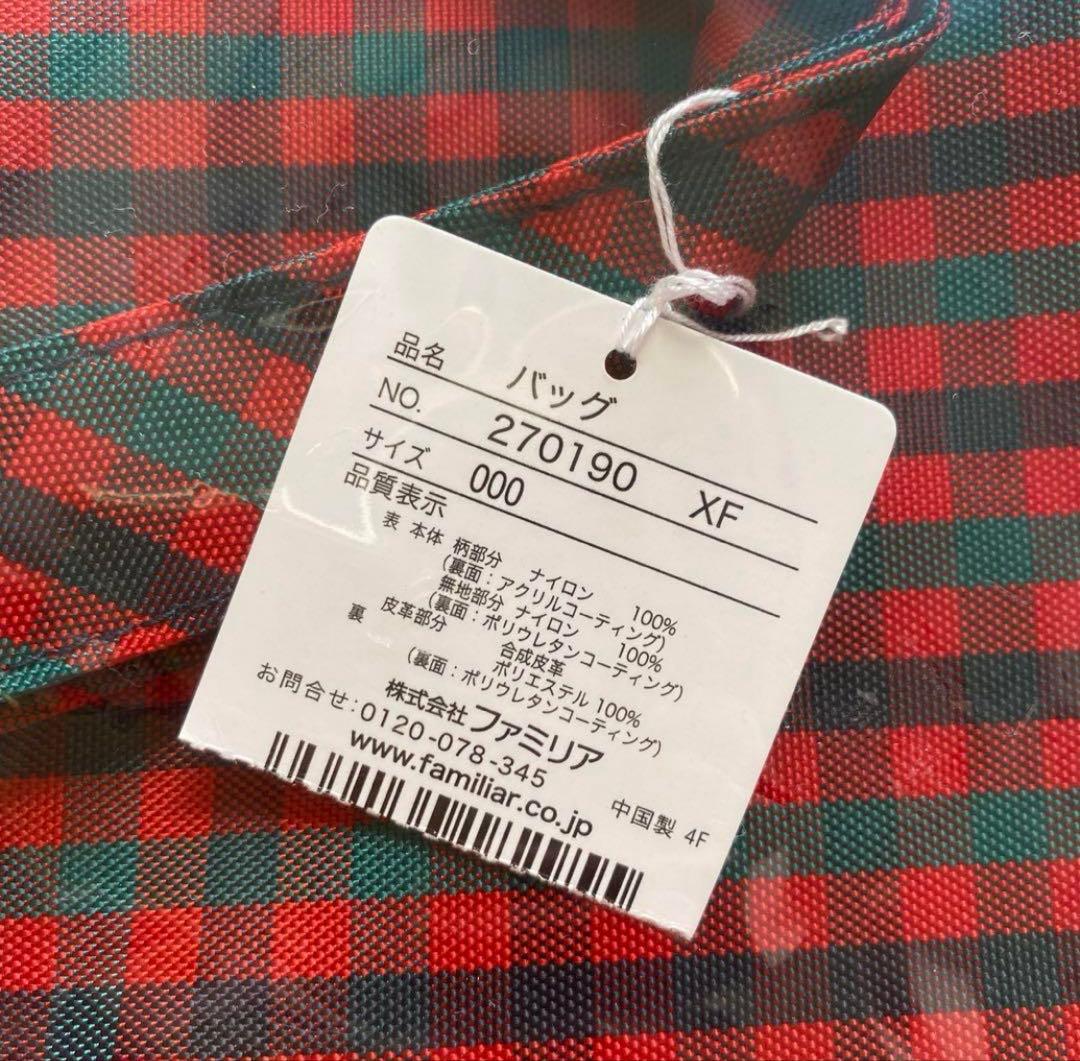 品名 バッグ
NO. 270190 XF
サイズ 000
品質表示
表 本体 柄部分 ナイロン 100%
(裏面：アクリルコーティング)
無地部分 ナイロン 100%
(裏面：ポリウレタンコーティング)
皮革部分 合成皮革
裏 ポリエステル 100%
(裏面：ポリウレタンコーティング)
株式会社 ファミリア
お問合せ：0120-078-345
www.familiar.co.jp
中国製 4F